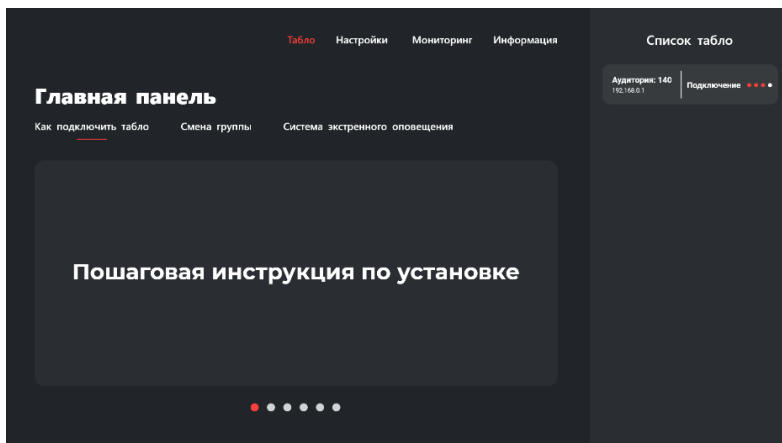 Табло Настройки Мониторинг Информация
Главная панель
Как подключить табло Смена группы Система экстренного оповещения
Пошаговая инструкция по установке
Список табло
Аудитория: 140
192.168.0.1
Подключение